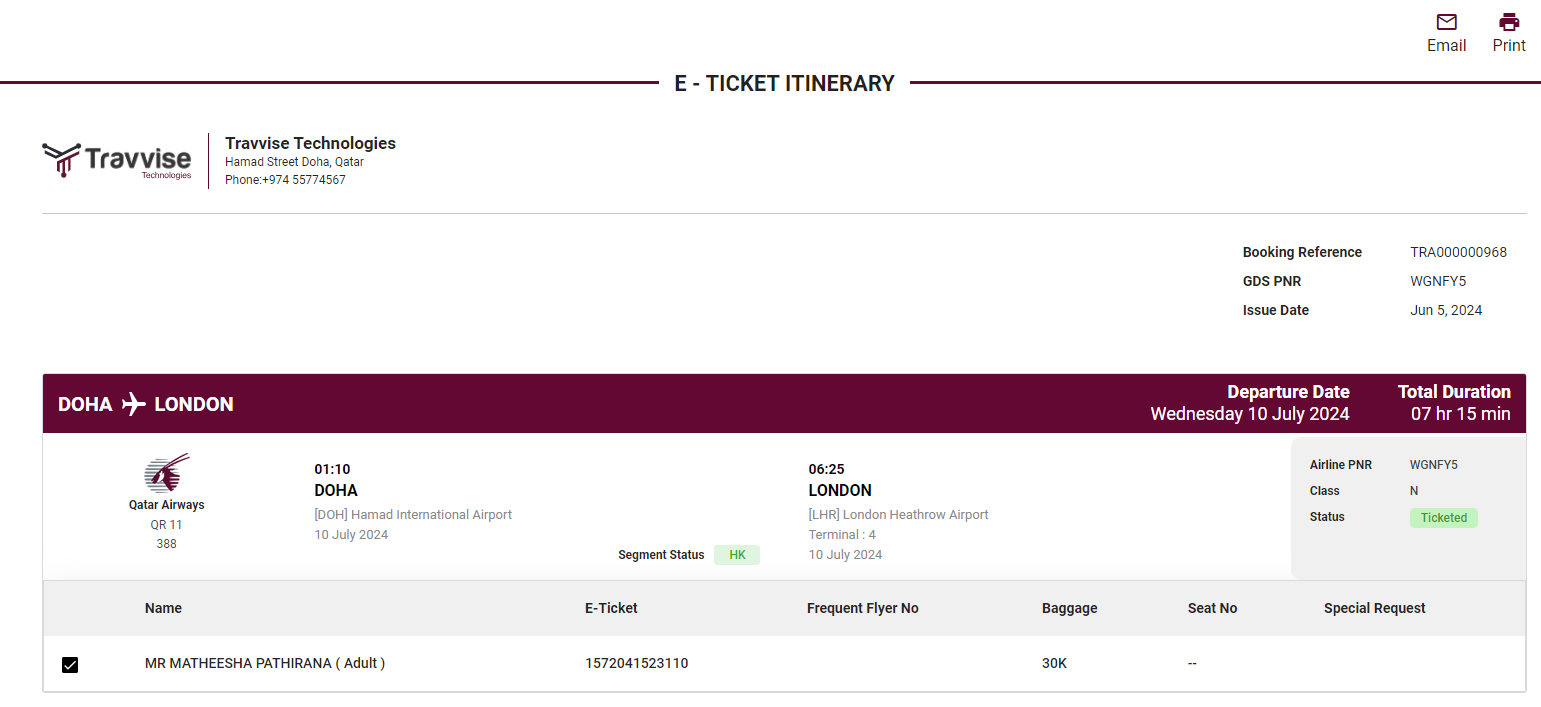 Email Print
E - TICKET ITINERARY
Travvise
Technologies
Travvise Technologies
Hamad Street Doha, Qatar
Phone:+974 55774567
Booking Reference TRA000000968
GDS PNR WGNFY5
Issue Date Jun 5, 2024
DOHA LONDON
Departure Date
Wednesday 10 July 2024
Total Duration
07 hr 15 min
Qatar Airways
QR 11
388
01:10
DOHA
[DOH] Hamad International Airport
10 July 2024
Segment Status HK
06:25
LONDON
[LHR] London Heathrow Airport
Terminal : 4
10 July 2024
Airline PNR WGNFY5
Class N
Status Ticketed
Name E-Ticket Frequent Flyer No Baggage Seat No Special Request
MR MATHEESHA PATHIRANA ( Adult ) 1572041523110 30K --